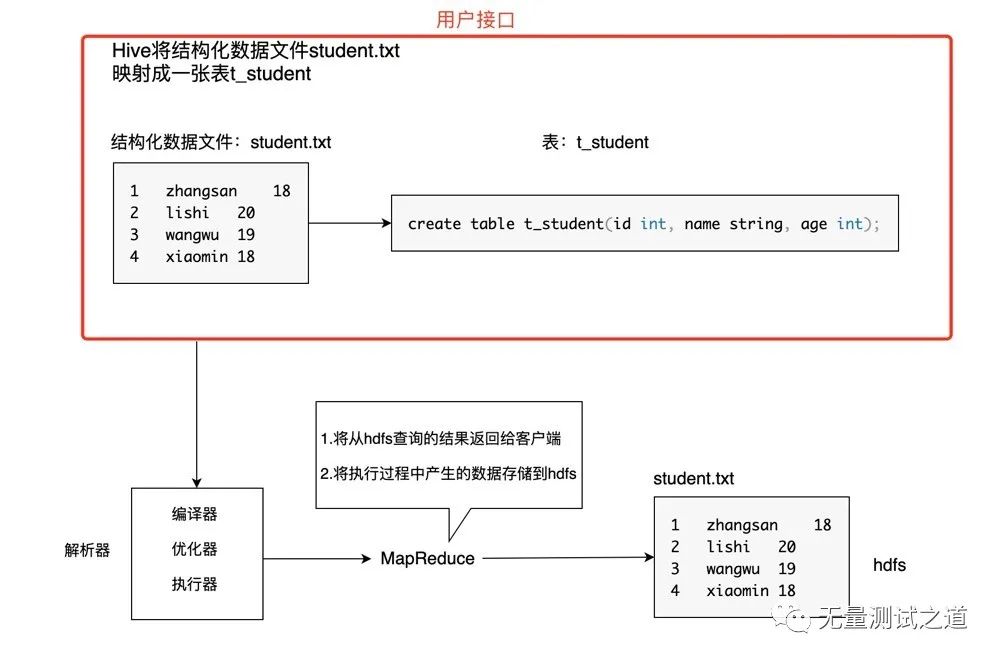 用户接口
Hive将结构化数据文件student.txt
映射成一张表t_student
结构化数据文件：student.txt
表：t_student
1 zhangsan 18
2 lishi 20
3 wangwu 19
4 xiaomin 18
create table t_student(id int, name string, age int);
1.将从hdfs查询的结果返回给客户端
2.将执行过程中产生的数据存储到hdfs
解析器
编译器
优化器
执行器
MapReduce
student.txt
1 zhangsan 18
2 lishi 20
3 wangwu 19
4 xiaomin 18
hdfs
无量测试之道